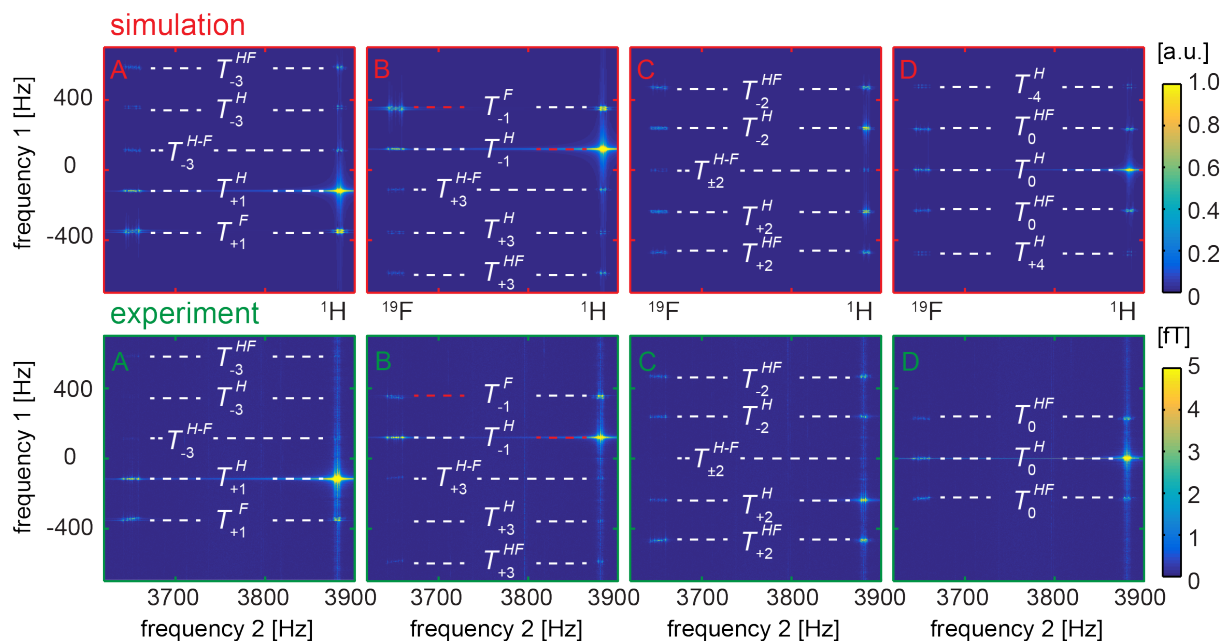 simulation
[a.u.]
A
B
C
D
T_{-3}^{HF}
T_{-3}^{H}
T_{-3}^{H-F}
T_{+1}^{H}
T_{+1}^{F}
T_{-1}^{F}
T_{-1}^{H}
T_{+3}^{H-F}
T_{+3}^{H}
T_{+3}^{HF}
T_{-2}^{HF}
T_{-2}^{H}
T_{±2}^{H-F}
T_{+2}^{H}
T_{+2}^{HF}
T_{-4}^{H}
T_{0}^{HF}
T_{0}^{H}
T_{0}^{HF}
T_{+4}^{H}
frequency 1 [Hz]
400
0
-400
1.0
0.8
0.6
0.4
0.2
0
experiment
¹H
¹⁹F
¹H
¹⁹F
¹H
¹⁹F
¹H
[fT]
A
B
C
D
T_{-3}^{HF}
T_{-3}^{H}
T_{-3}^{H-F}
T_{+1}^{H}
T_{+1}^{F}
T_{-1}^{F}
T_{-1}^{H}
T_{+3}^{H-F}
T_{+3}^{H}
T_{+3}^{HF}
T_{-2}^{HF}
T_{-2}^{H}
T_{±2}^{H-F}
T_{+2}^{H}
T_{+2}^{HF}
T_{0}^{HF}
T_{0}^{H}
T_{0}^{HF}
frequency 1 [Hz]
400
0
-400
5
4
3
2
1
0
3700 3800 3900
3700 3800 3900
3700 3800 3900
3700 3800 3900
frequency 2 [Hz]
frequency 2 [Hz]
frequency 2 [Hz]
frequency 2 [Hz]